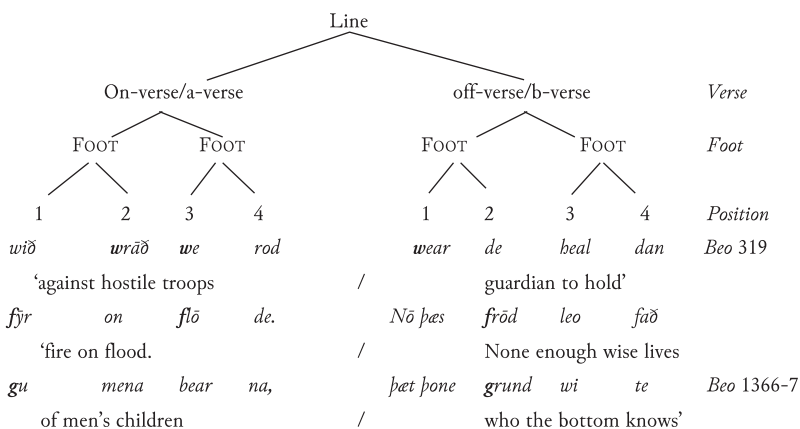 Line
On-verse/a-verse off-verse/b-verse Verse
FOOT FOOT FOOT FOOT Foot
1 2 3 4 1 2 3 4 Position
wið wrāð we rod wear de heal dan Beo 319
‘against hostile troops / guardian to hold’
fȳr on flō de. Nō þæs frōd leo fað
‘fire on flood. / None enough wise lives
gu mena bear na, þæt þone grund wi te Beo 1366-7
of men’s children / who the bottom knows’